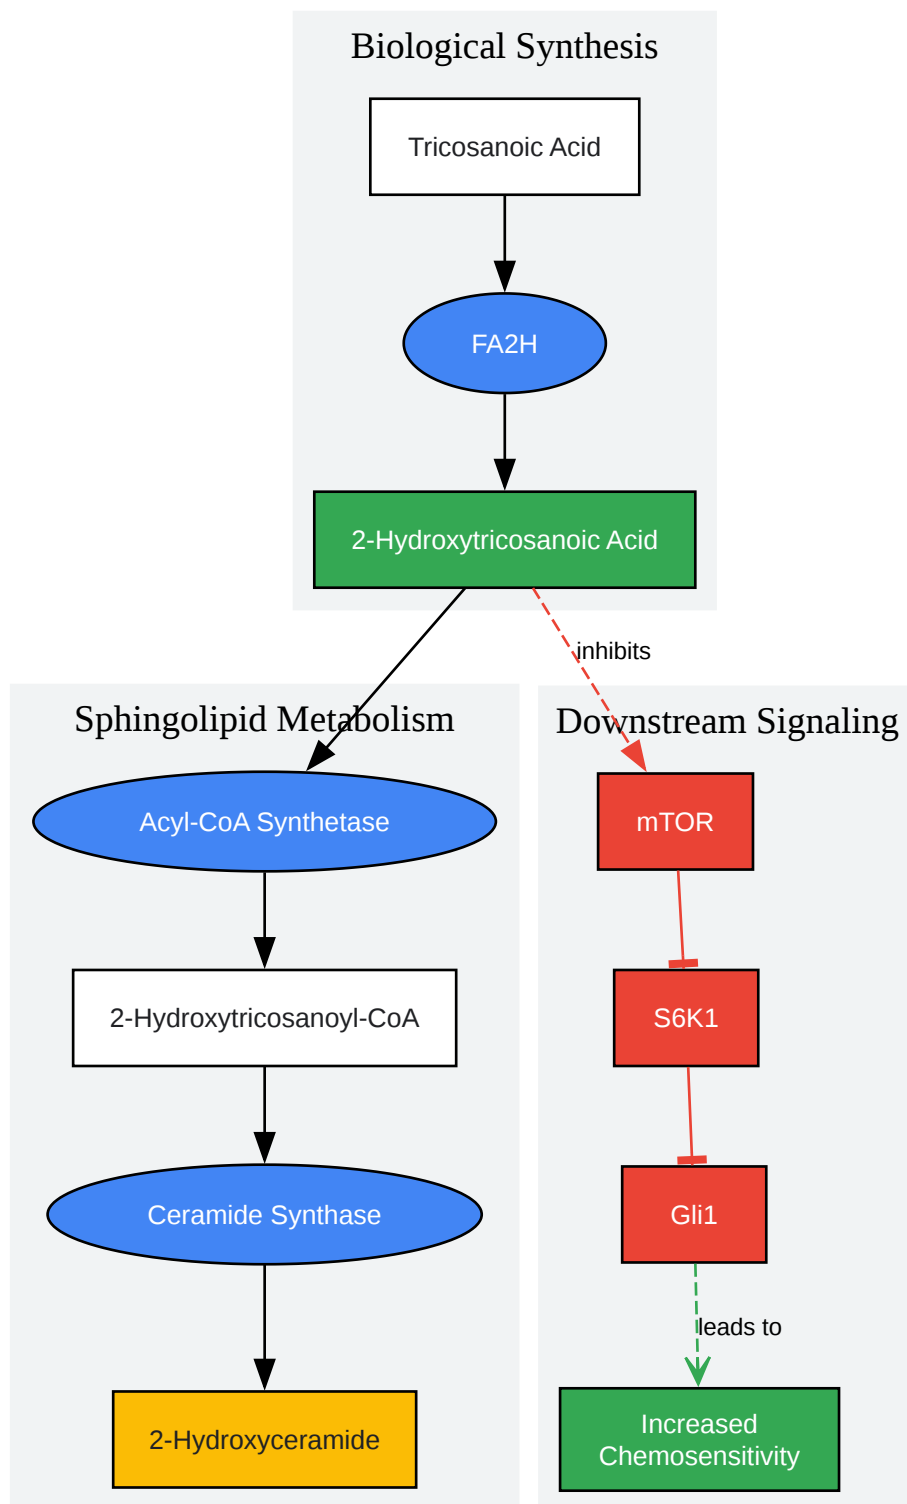 Biological Synthesis
Tricosanoic Acid
FA2H
2-Hydroxytricosanoic Acid
inhibits
Sphingolipid Metabolism
Acyl-CoA Synthetase
2-Hydroxytricosanoyl-CoA
Ceramide Synthase
2-Hydroxyceramide
Downstream Signaling
mTOR
S6K1
Gli1
leads to
Increased
Chemosensitivity